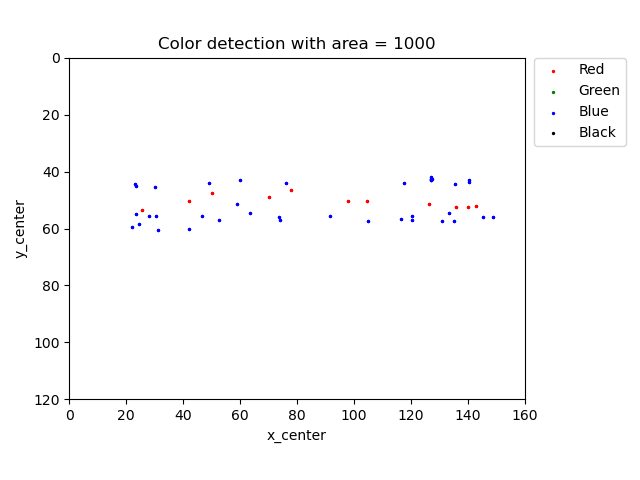 Color detection with area = 1000
0
20
40
60
80
100
120
y_center
0 20 40 60 80 100 120 140 160
x_center
Red
Green
Blue
Black